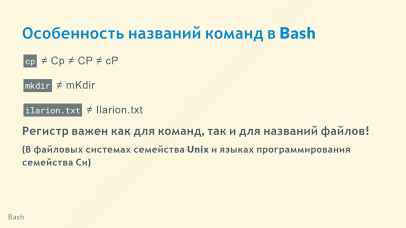 Особенность названий команд в Bash
cp ≠ Cp ≠ CP ≠ cP
mkdir ≠ mKdir
ilarion.txt ≠ Ilarion.txt
Регистр важен как для команд, так и для названий файлов!
(В файловых системах семейства Unix и языках программирования
семейства Си)
Bash